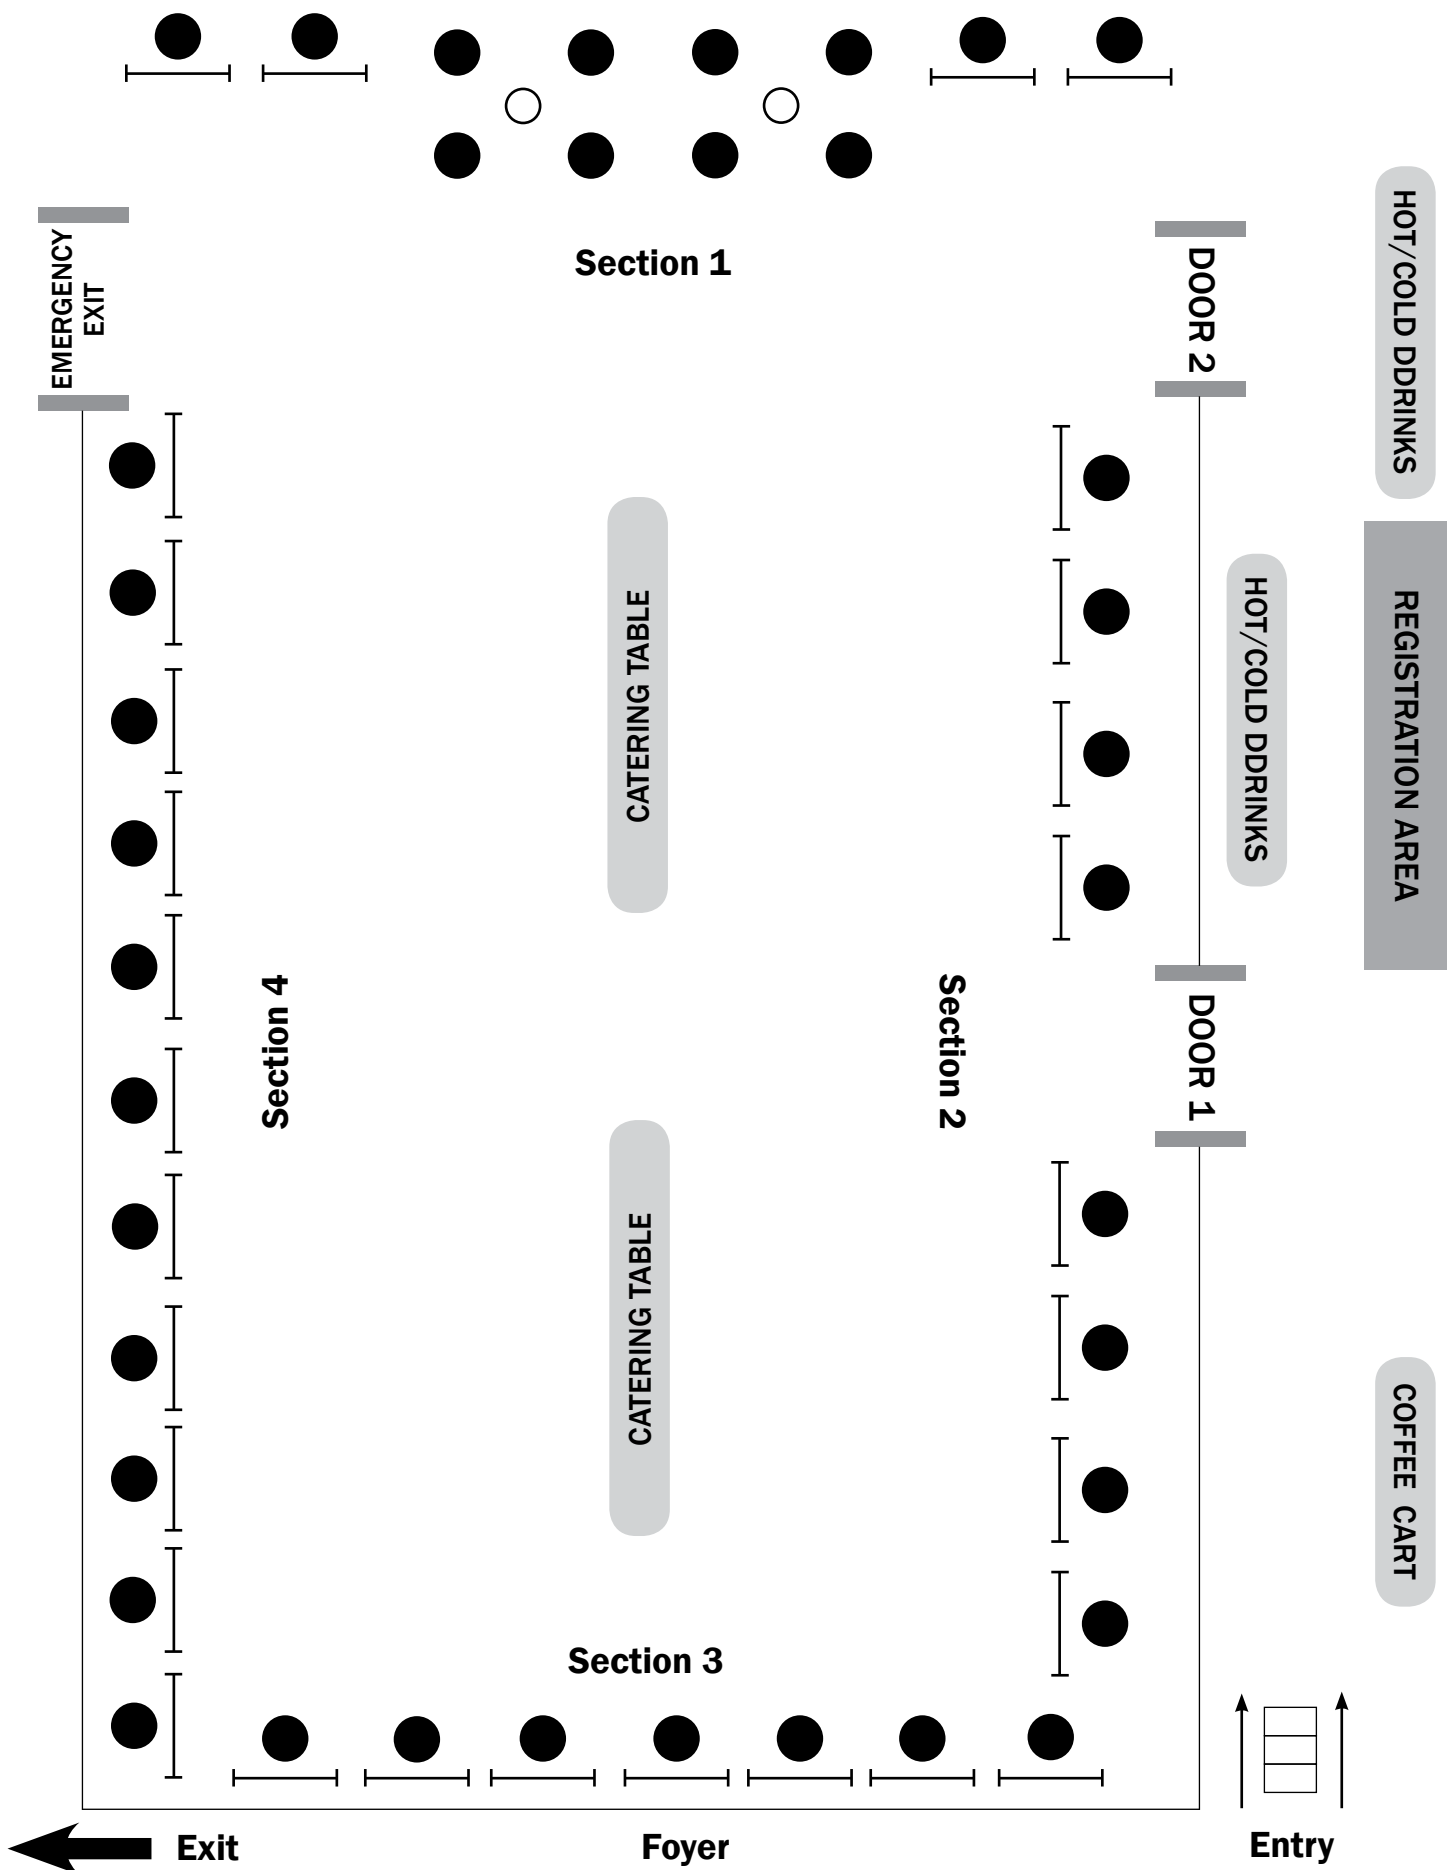 Section 1
EMERGENCY
EXIT
DOOR 2
HOT/COLD DDRINKS
CATERING TABLE
HOT/COLD DDRINKS
REGISTRATION AREA
Section 4
Section 2
DOOR 1
CATERING TABLE
COFFEE CART
Section 3
Exit
Foyer
Entry